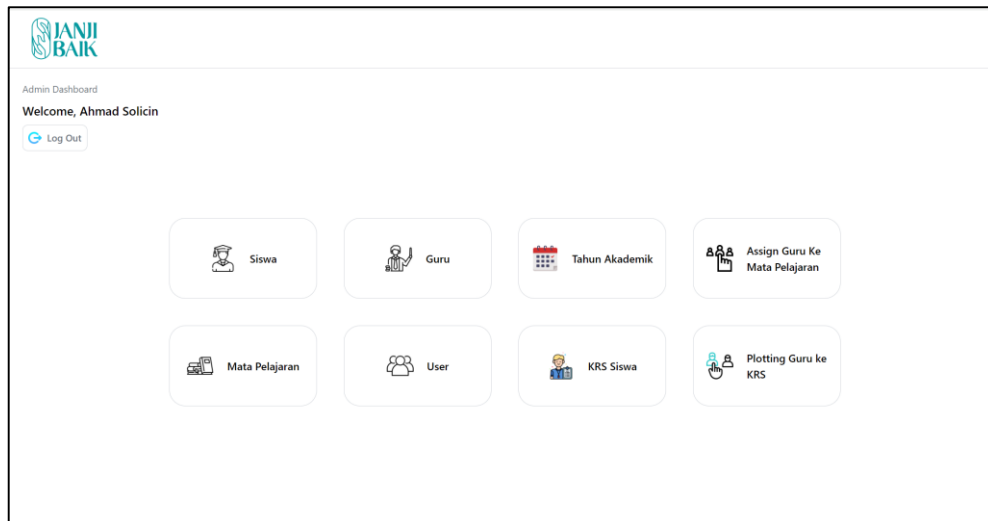 JANJI
BAIK
Admin Dashboard
Welcome, Ahmad Solicin
Log Out
Siswa
Guru
Tahun Akademik
Assign Guru Ke
Mata Pelajaran
Mata Pelajaran
User
KRS Siswa
Plotting Guru ke
KRS